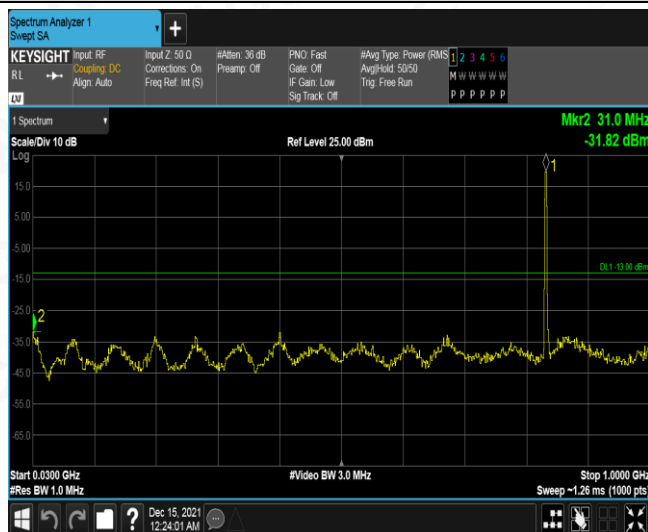 Spectrum Analyzer 1
Swept SA
+
KEYSIGHT
RL
LXI
Input: RF
Coupling: DC
Align: Auto
Input Z: 50 Ω
Corrections: On
Freq Ref: Int (S)
#Atten: 36 dB
Preamp: Off
PNO: Fast
Gate: Off
IF Gain: Low
Sig Track: Off
#Avg Type: Power (RMS
Avg|Hold: 50/50
Trig: Free Run
1 2 3 4 5 6
M W W W W W
P P P P P P
1 Spectrum
Mkr2 31.0 MHz
Scale/Div 10 dB
Ref Level 25.00 dBm
-31.82 dBm
Log
1
15.0
5.00
-5.00
DL1 -13.00 dBm
-15.0
-25.0
2
-35.0
-45.0
-55.0
-65.0
Start 0.0300 GHz
#Video BW 3.0 MHz
Stop 1.0000 GHz
#Res BW 1.0 MHz
Sweep ~1.26 ms (1000 pts)
?
Dec 15, 2021
12:24:01 AM